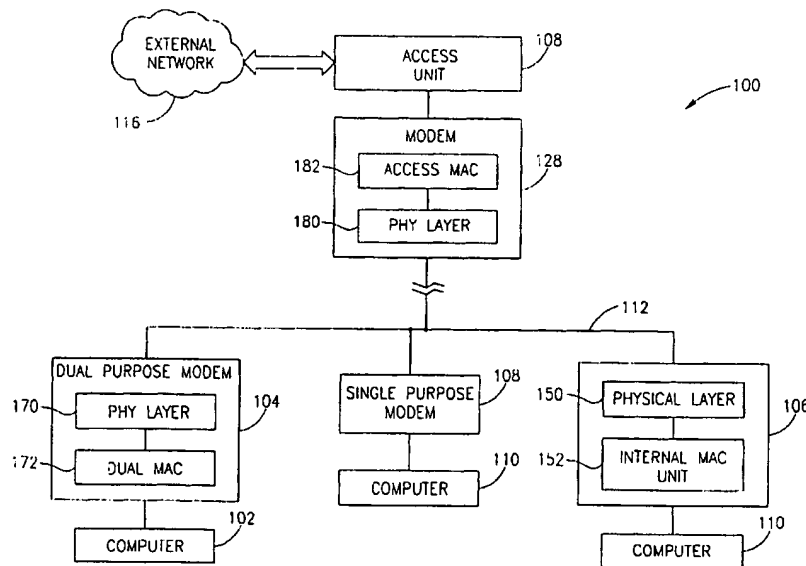 EXTERNAL
NETWORK
116
ACCESS
UNIT
108
100
MODEM
182
ACCESS MAC
128
180
PHY LAYER
112
DUAL PURPOSE MODEM
170
PHY LAYER
104
172
DUAL MAC
COMPUTER
102
SINGLE PURPOSE
MODEM
108
COMPUTER
110
150
PHYSICAL LAYER
106
152
INTERNAL MAC
UNIT
COMPUTER
110